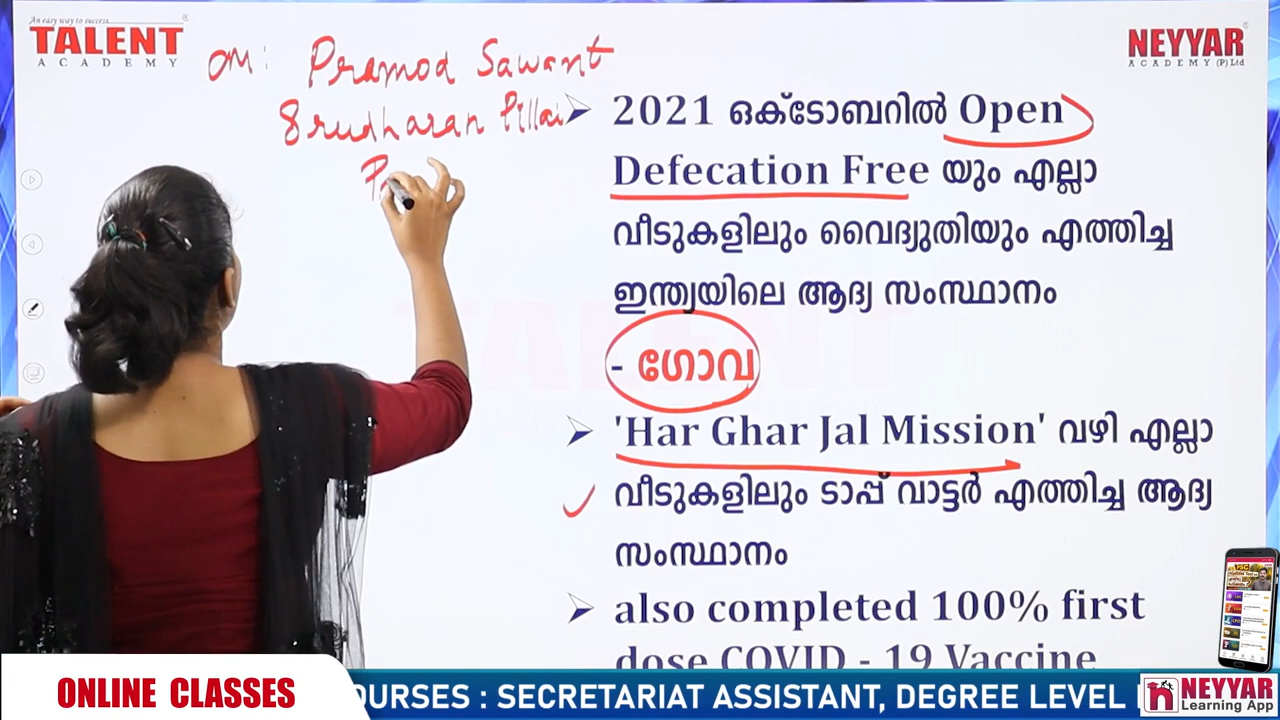 An easy way to success.......
TALENT
ACADEMY
NEYYAR
ACADEMY (P) Ltd
CM : Pramod Sawant
Sreedharan Pillai
2021 ഒക്ടോബറിൽ Open
Defecation Free യും എല്ലാ
വീടുകളിലും വൈദ്യുതിയും എത്തിച്ച
ഇന്ത്യയിലെ ആദ്യ സംസ്ഥാനം
- ഗോവ
'Har Ghar Jal Mission' വഴി എല്ലാ
വീടുകളിലും ടാപ്പ് വാട്ടർ എത്തിച്ച ആദ്യ
സംസ്ഥാനം
also completed 100% first
dose COVID - 19 Vaccine
ONLINE CLASSES
OURSES : SECRETARIAT ASSISTANT, DEGREE LEVEL
NEYYAR
Learning App